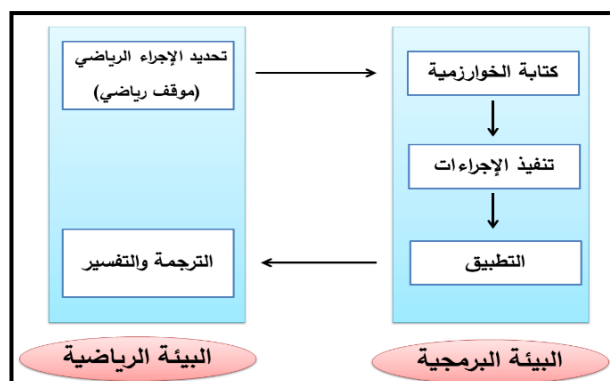 تحديد الإجراء الرياضي
(موقف رياضي)
كتابة الخوارزمية
تنفيذ الإجراءات
التطبيق
الترجمة والتفسير
البيئة الرياضية
البيئة البرمجية